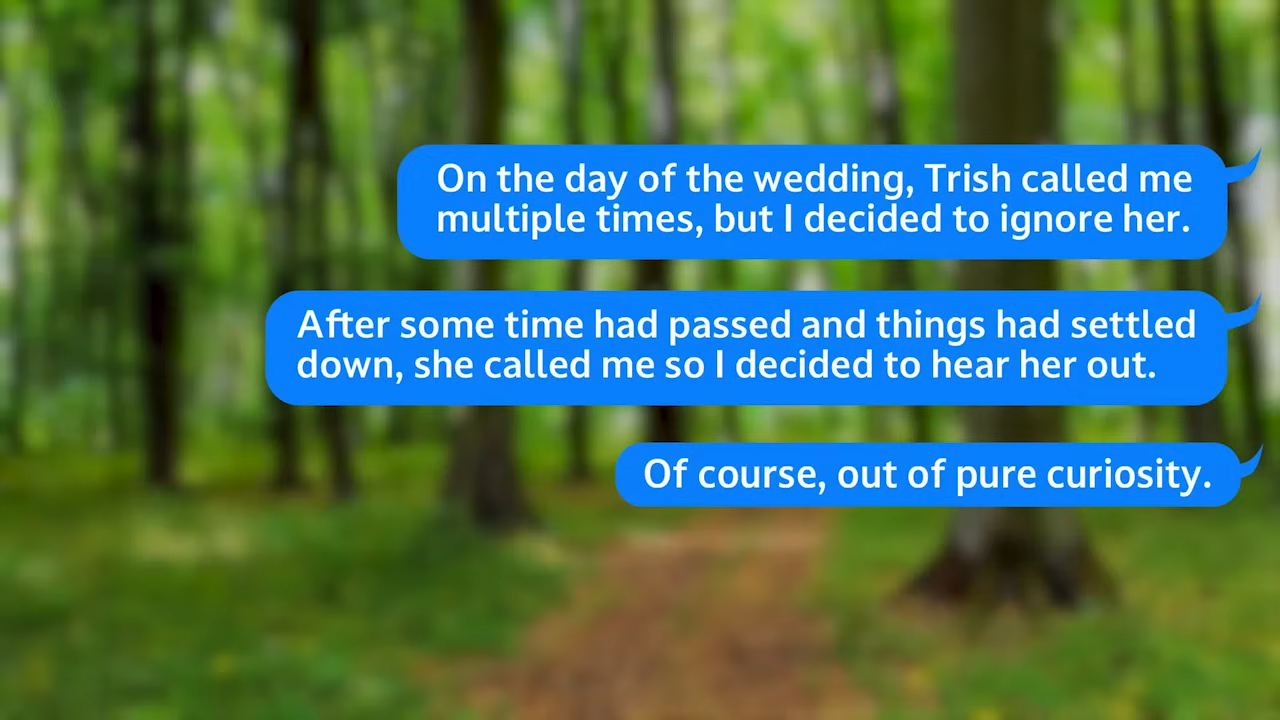 On the day of the wedding, Trish called me
multiple times, but I decided to ignore her.
After some time had passed and things had settled
down, she called me so I decided to hear her out.
Of course, out of pure curiosity.